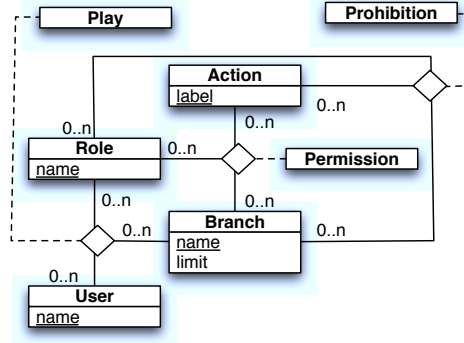 Play
Prohibition
Action
label
0..n
0..n
0..n
Role
name
0..n
Permission
0..n
0..n
Branch
name
limit
0..n
0..n
0..n
User
name